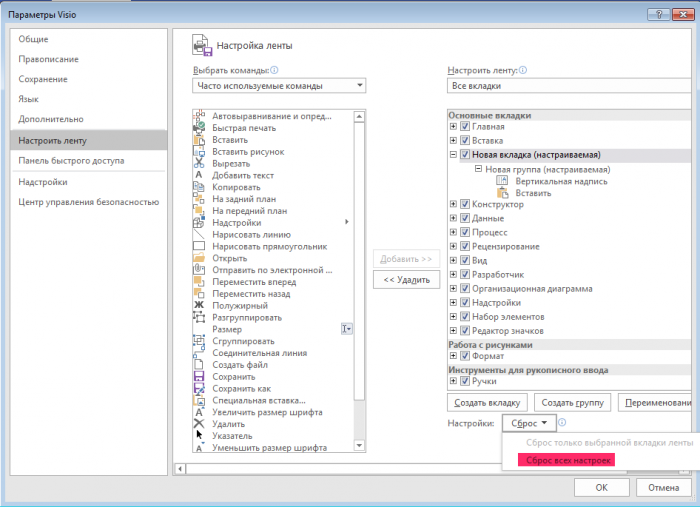 Параметры Visio
Общие
Правописание
Сохранение
Язык
Дополнительно
Настроить ленту
Панель быстрого доступа
Надстройки
Центр управления безопасностью
Настройка ленты
Выбрать команды:
Часто используемые команды
Автовыравнивание и опред...
Быстрая печать
Вставить
Вставить рисунок
Вырезать
Добавить текст
Копировать
На задний план
На передний план
Надстройки
Нарисовать линию
Нарисовать прямоугольник
Открыть
Отправить по электронной ...
Переместить вперед
Переместить назад
Полужирный
Разгруппировать
Размер
Сгруппировать
Соединительная линия
Создать файл
Сохранить
Сохранить как
Специальная вставка...
Увеличить размер шрифта
Удалить
Указатель
Уменьшить размер шрифта
Добавить >>
<< Удалить
Настроить ленту:
Все вкладки
Основные вкладки
Главная
Вставка
Новая вкладка (настраиваемая)
Новая группа (настраиваемая)
Вертикальная надпись
Вставить
Конструктор
Данные
Процесс
Рецензирование
Вид
Разработчик
Организационная диаграмма
Надстройки
Набор элементов
Редактор значков
Работа с рисунками
Формат
Инструменты для рукописного ввода
Ручки
Создать вкладку
Создать группу
Переименовани
Настройки:
Сброс
Сброс только выбранной вкладки ленты
Сброс всех настроек
ОК
Отмена